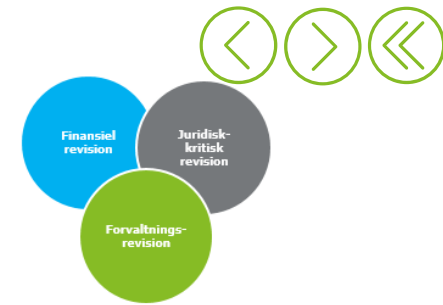 Finansiel
revision
Juridisk-
kritisk
revision
Forvaltnings-
revision